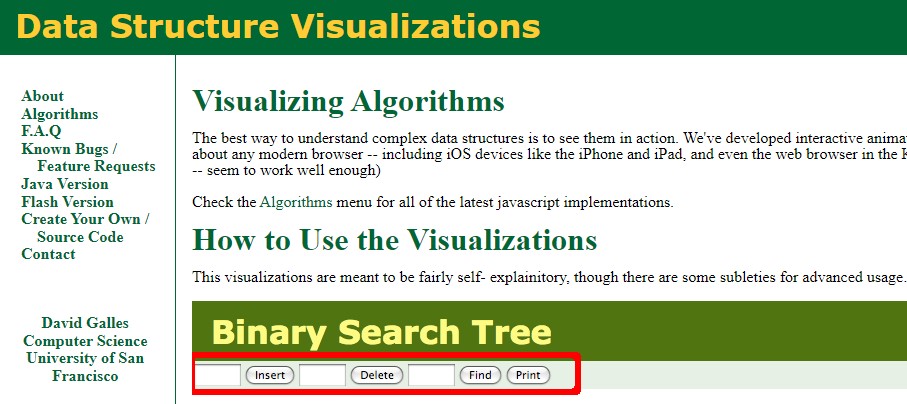 Data Structure Visualizations
About
Algorithms
F.A.Q
Known Bugs /
Feature Requests
Java Version
Flash Version
Create Your Own /
Source Code
Contact
David Galles
Computer Science
University of San
Francisco
Visualizing Algorithms
The best way to understand complex data structures is to see them in action. We've developed interactive
about any modern browser -- including iOS devices like the iPhone and iPad, and even the web browser in the
-- seem to work well enough)
Check the Algorithms menu for all of the latest javascript implementations.
How to Use the Visualizations
This visualizations are meant to be fairly self- explainitory, though there are some subleties for advanced usage.
Binary Search Tree
Insert Delete Find Print